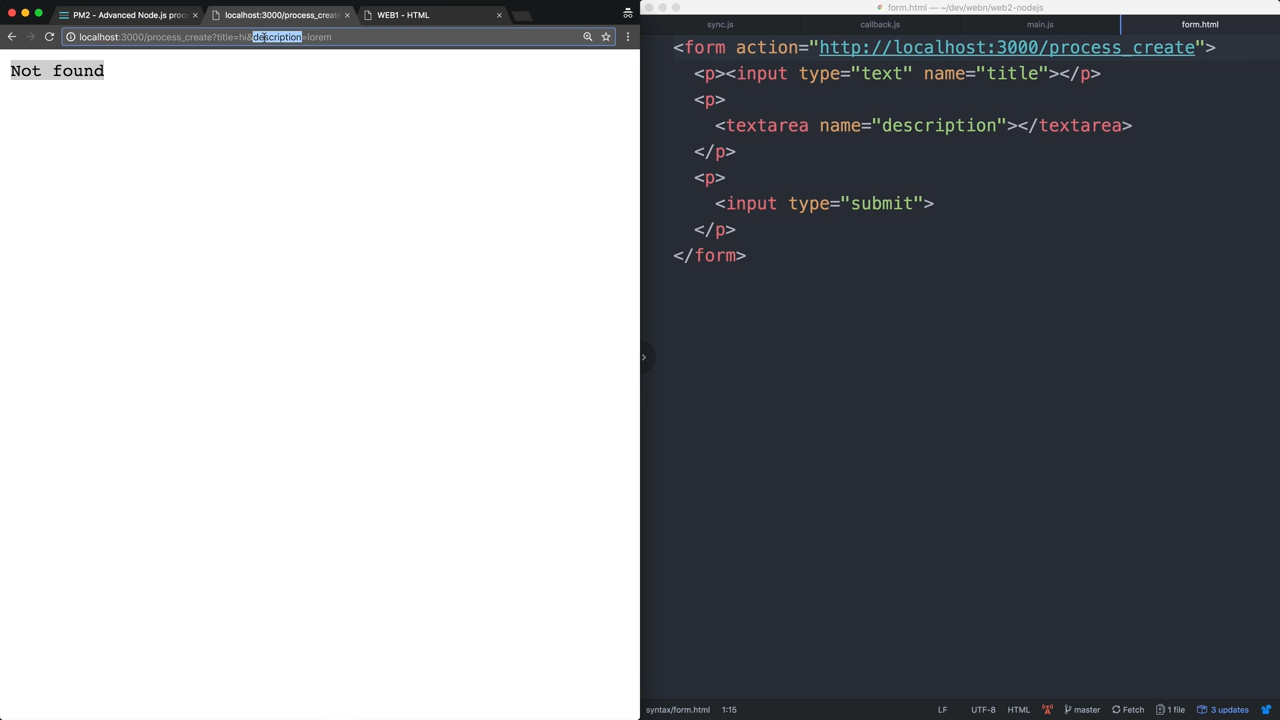 PM2 - Advanced Node.js proc
localhost:3000/process_create
WEB1 - HTML
localhost:3000/process_create?title=hi&description=lorem
Not found
form.html — ~/dev/webn/web2-nodejs
sync.js
callback.js
main.js
form.html
<form action="http://localhost:3000/process_create">
<p><input type="text" name="title"></p>
<p>
<textarea name="description"></textarea>
</p>
<p>
<input type="submit">
</p>
</form>
syntax/form.html 1:15
LF UTF-8 HTML master Fetch 1 file 3 updates